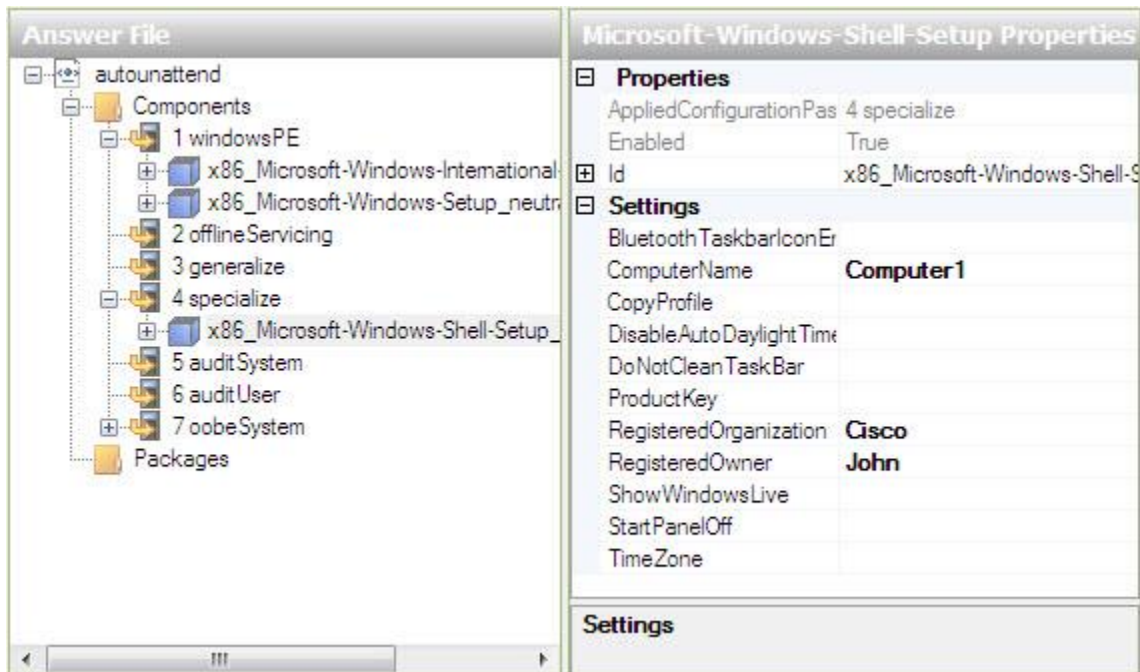 Answer File
autounattend
Components
1 windowsPE
x86_Microsoft-Windows-International-
x86_Microsoft-Windows-Setup_neutra
2 offlineServicing
3 generalize
4 specialize
x86_Microsoft-Windows-Shell-Setup_
5 auditSystem
6 auditUser
7 oobeSystem
Packages
Microsoft-Windows-Shell-Setup Properties
Properties
AppliedConfigurationPas 4 specialize
Enabled True
Id x86_Microsoft-Windows-Shell-S
Settings
BluetoothTaskbarIconEr
ComputerName Computer1
CopyProfile
DisableAutoDaylightTime
DoNotCleanTaskBar
ProductKey
RegisteredOrganization Cisco
RegisteredOwner John
ShowWindowsLive
StartPanelOff
TimeZone
Settings